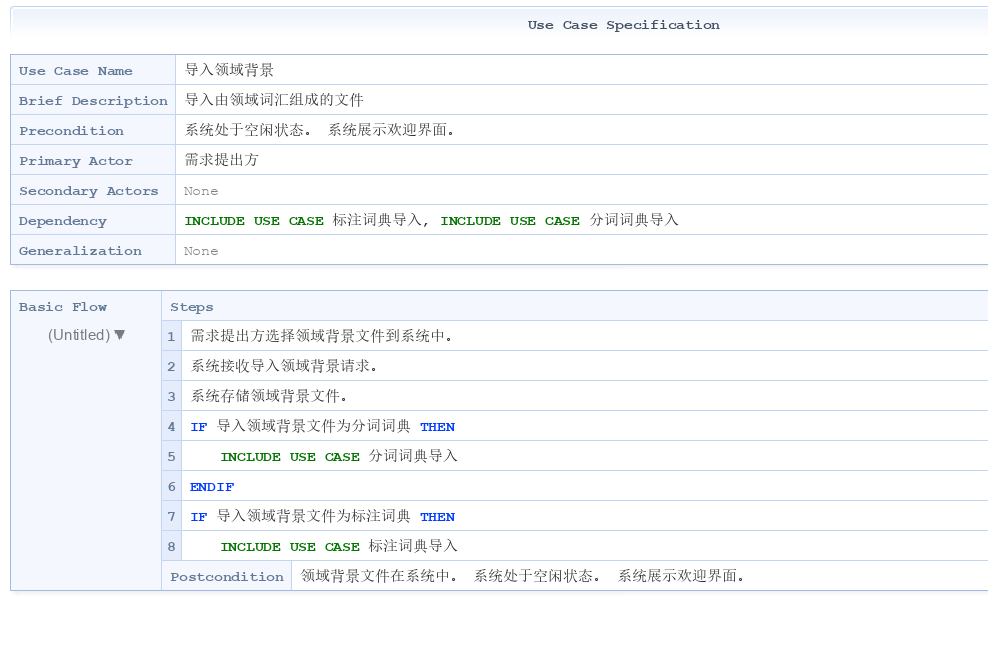 Use Case Specification
Use Case Name 导入领域背景
Brief Description 导入由领域词汇组成的文件
Precondition 系统处于空闲状态。 系统展示欢迎界面。
Primary Actor 需求提出方
Secondary Actors None
Dependency INCLUDE USE CASE 标注词典导入, INCLUDE USE CASE 分词词典导入
Generalization None
Basic Flow Steps
(Untitled) ▼
1 需求提出方选择领域背景文件到系统中。
2 系统接收导入领域背景请求。
3 系统存储领域背景文件。
4 IF 导入领域背景文件为分词词典 THEN
5 INCLUDE USE CASE 分词词典导入
6 ENDIF
7 IF 导入领域背景文件为标注词典 THEN
8 INCLUDE USE CASE 标注词典导入
Postcondition 领域背景文件在系统中。 系统处于空闲状态。 系统展示欢迎界面。